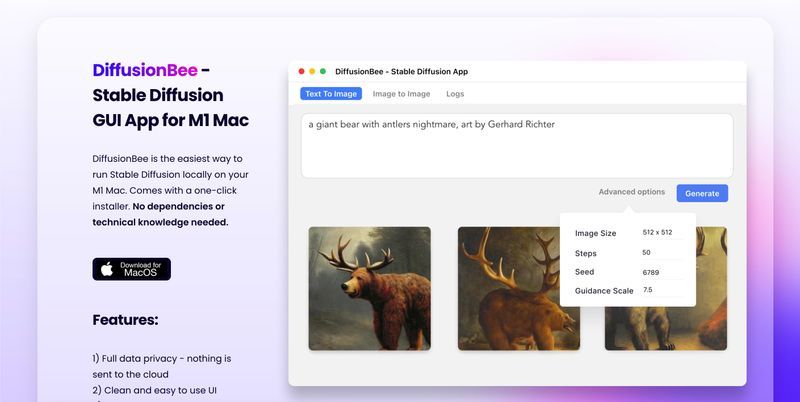 DiffusionBee -
Stable Diffusion
GUI App for M1 Mac
DiffusionBee is the easiest way to
run Stable Diffusion locally on your
M1 Mac. Comes with a one-click
installer. No dependencies or
technical knowledge needed.
Download for
MacOS
Features:
1) Full data privacy - nothing is
sent to the cloud
2) Clean and easy to use UI
DiffusionBee - Stable Diffusion App
Text To Image Image to Image Logs
a giant bear with antlers nightmare, art by Gerhard Richter
Advanced options Generate
Image Size 512 x 512
Steps 50
Seed 6789
Guidance Scale 7.5